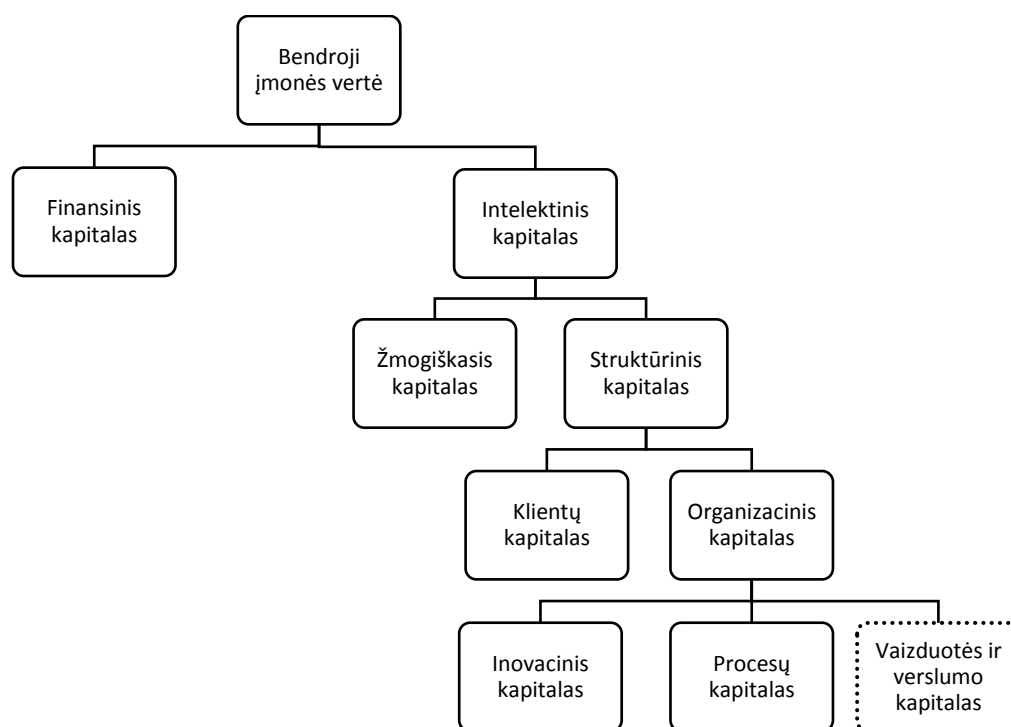 Bendroji
įmonės vertė
Finansinis
kapitalas
Intelektinis
kapitalas
Žmogiškasis
kapitalas
Struktūrinis
kapitalas
Klientų
kapitalas
Organizacinis
kapitalas
Inovacinis
kapitalas
Procesų
kapitalas
Vaizduotės ir
verslumo
kapitalas